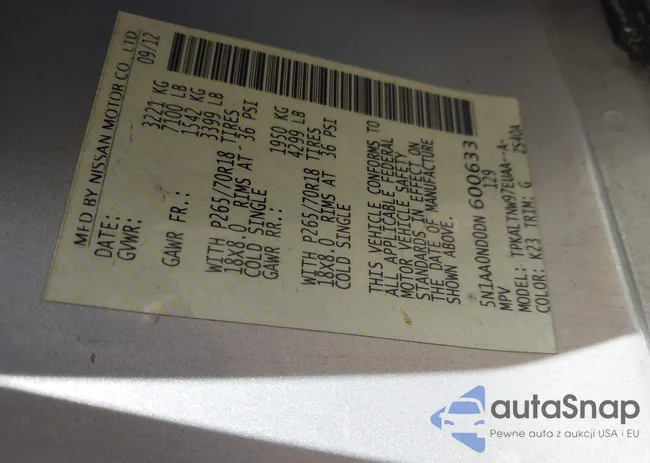 MFD BY NISSAN MOTOR CO., LTD
DATE: 09/12
GVWR: 3221 KG
7100 LB
GAWR FR.: 1542 KG
3399 LB
WITH P265/70R18 TIRES
18X8.0 RIMS AT 36 PSI
COLD SINGLE
GAWR RR.: 1950 KG
4299 LB
WITH P265/70R18 TIRES
18X8.0 RIMS AT 36 PSI
COLD SINGLE
THIS VEHICLE CONFORMS TO
ALL APPLICABLE FEDERAL
MOTOR VEHICLE SAFETY
STANDARDS IN EFFECT ON
THE DATE OF MANUFACTURE
SHOWN ABOVE.
5N1AA0ND0DN600633
MPV 129
MODEL: TPKALTNW97EUAA--A-
COLOR: K23 TRIM: G ZS40A
autaSnap
Pewne auta z aukcji USA i EU